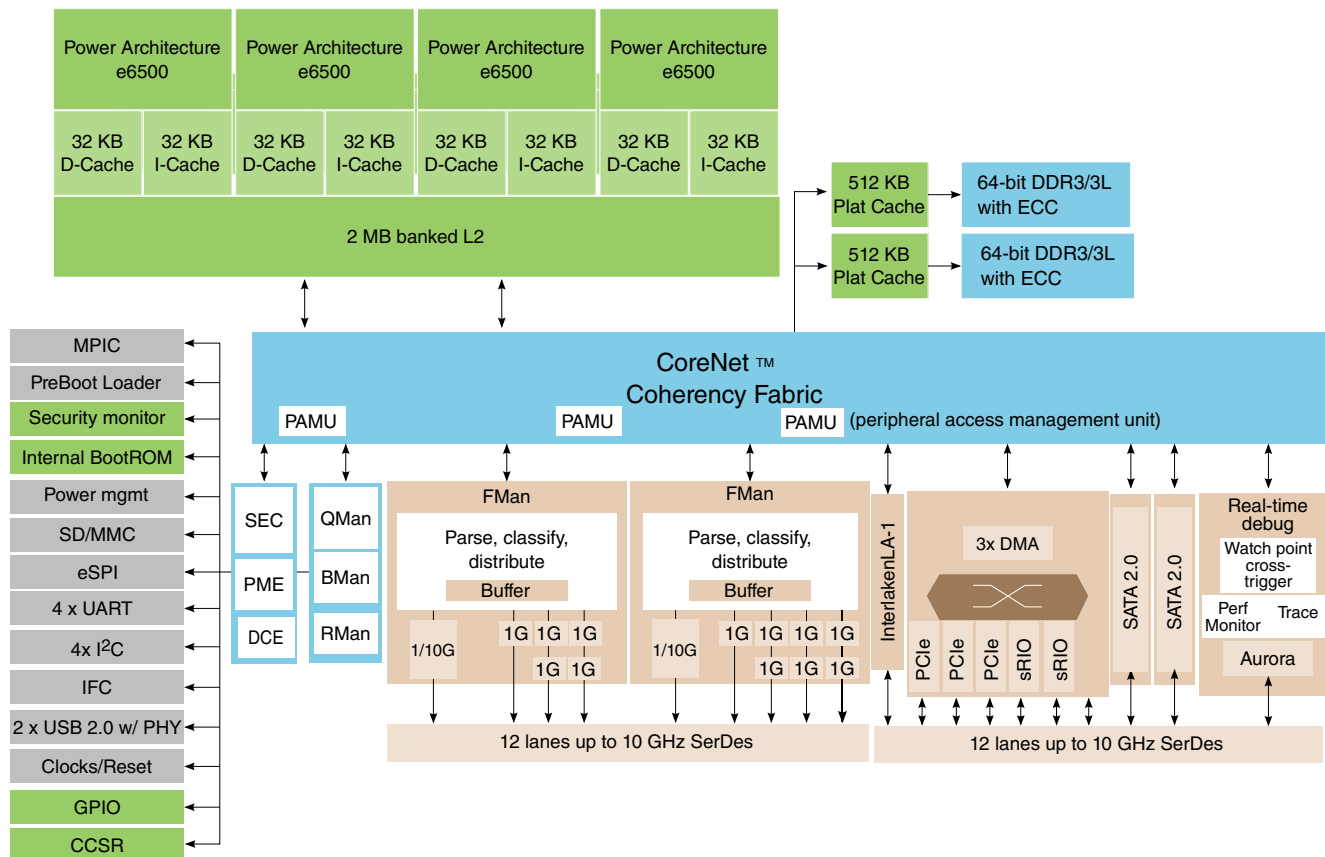 Power Architecture
e6500
Power Architecture
e6500
Power Architecture
e6500
Power Architecture
e6500
32 KB
D-Cache
32 KB
I-Cache
32 KB
D-Cache
32 KB
I-Cache
32 KB
D-Cache
32 KB
I-Cache
32 KB
D-Cache
32 KB
I-Cache
2 MB banked L2
512 KB
Plat Cache
64-bit DDR3/3L
with ECC
512 KB
Plat Cache
64-bit DDR3/3L
with ECC
MPIC
PreBoot Loader
Security monitor
Internal BootROM
Power mgmt
SD/MMC
eSPI
4 x UART
4x I²C
IFC
2 x USB 2.0 w/ PHY
Clocks/Reset
GPIO
CCSR
CoreNet ™
Coherency Fabric
PAMU
PAMU
PAMU
(peripheral access management unit)
SEC
PME
DCE
QMan
BMan
RMan
FMan
Parse, classify,
distribute
Buffer
1/10G
1G
1G
1G
1G
1G
FMan
Parse, classify,
distribute
Buffer
1/10G
1G
1G
1G
1G
1G
1G
1G
12 lanes up to 10 GHz SerDes
InterlakenLA-1
3x DMA
PCIe
PCIe
PCIe
sRIO
sRIO
SATA 2.0
SATA 2.0
Real-time
debug
Watch point
cross-
trigger
Perf
Monitor
Trace
Aurora
12 lanes up to 10 GHz SerDes